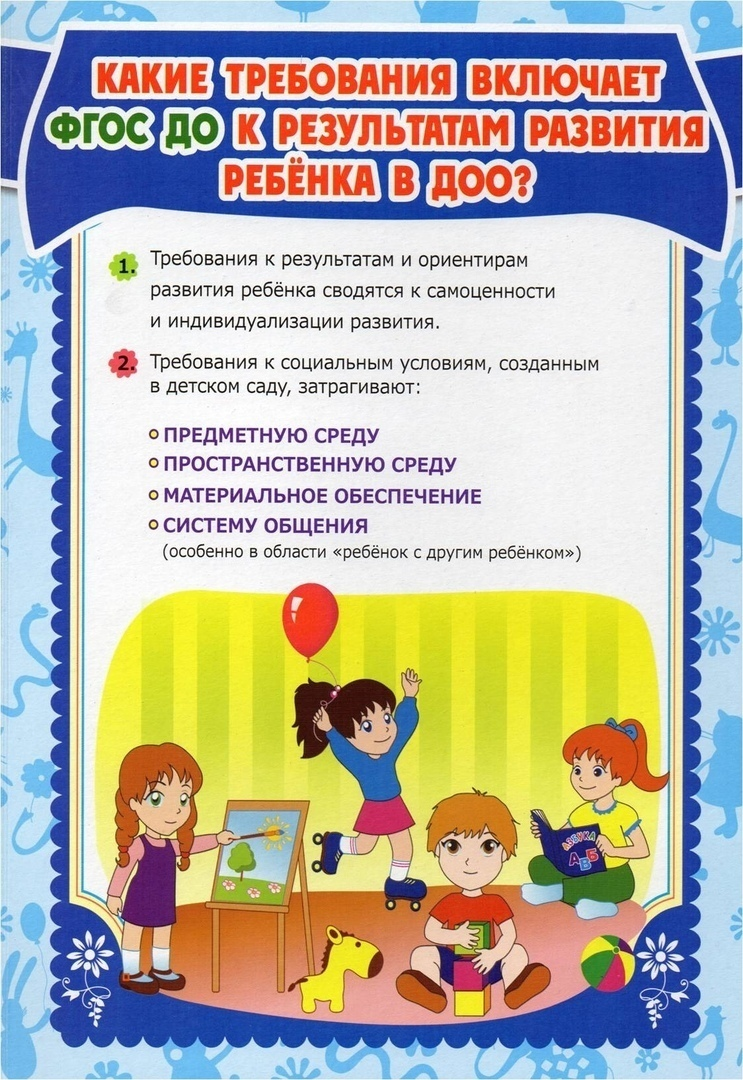 КАКИЕ ТРЕБОВАНИЯ ВКЛЮЧАЕТ
ФГОС ДО К РЕЗУЛЬТАТАМ РАЗВИТИЯ
РЕБЁНКА В ДОО?
1. Требования к результатам и ориентирам
развития ребёнка сводятся к самоценности
и индивидуализации развития.
2. Требования к социальным условиям, созданным
в детском саду, затрагивают:
• ПРЕДМЕТНУЮ СРЕДУ
• ПРОСТРАНСТВЕННУЮ СРЕДУ
• МАТЕРИАЛЬНОЕ ОБЕСПЕЧЕНИЕ
• СИСТЕМУ ОБЩЕНИЯ
(особенно в области «ребёнок с другим ребёнком»)
АЗБУКА
АБВ